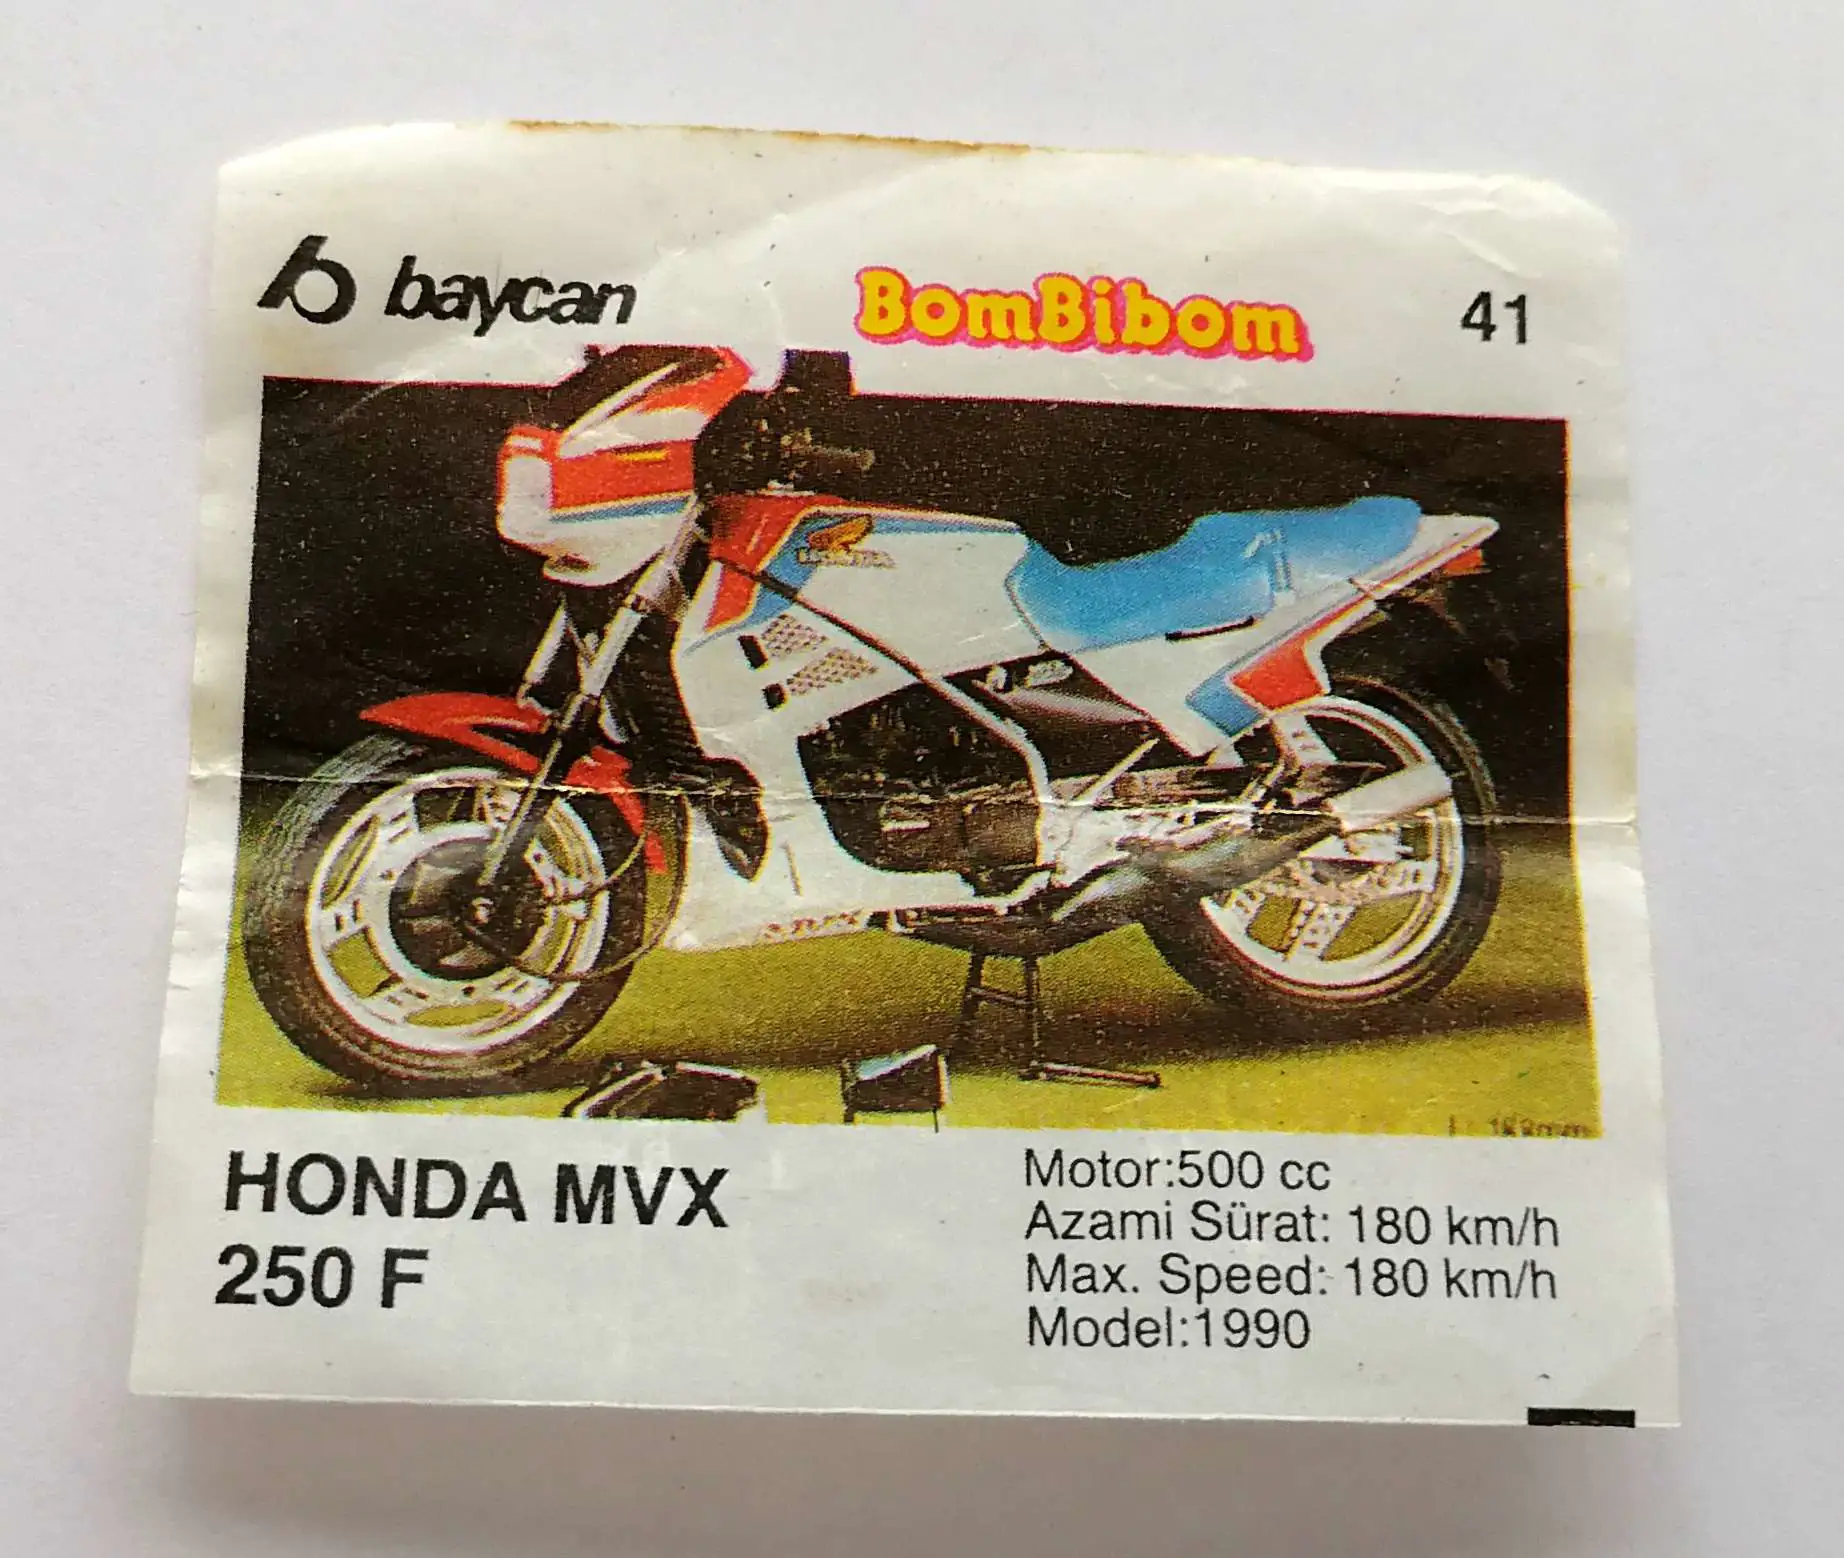 baycan BomBibom 41
HONDA
HONDA MVX
250 F
Motor:500 cc
Azami Sürat: 180 km/h
Max. Speed: 180 km/h
Model:1990